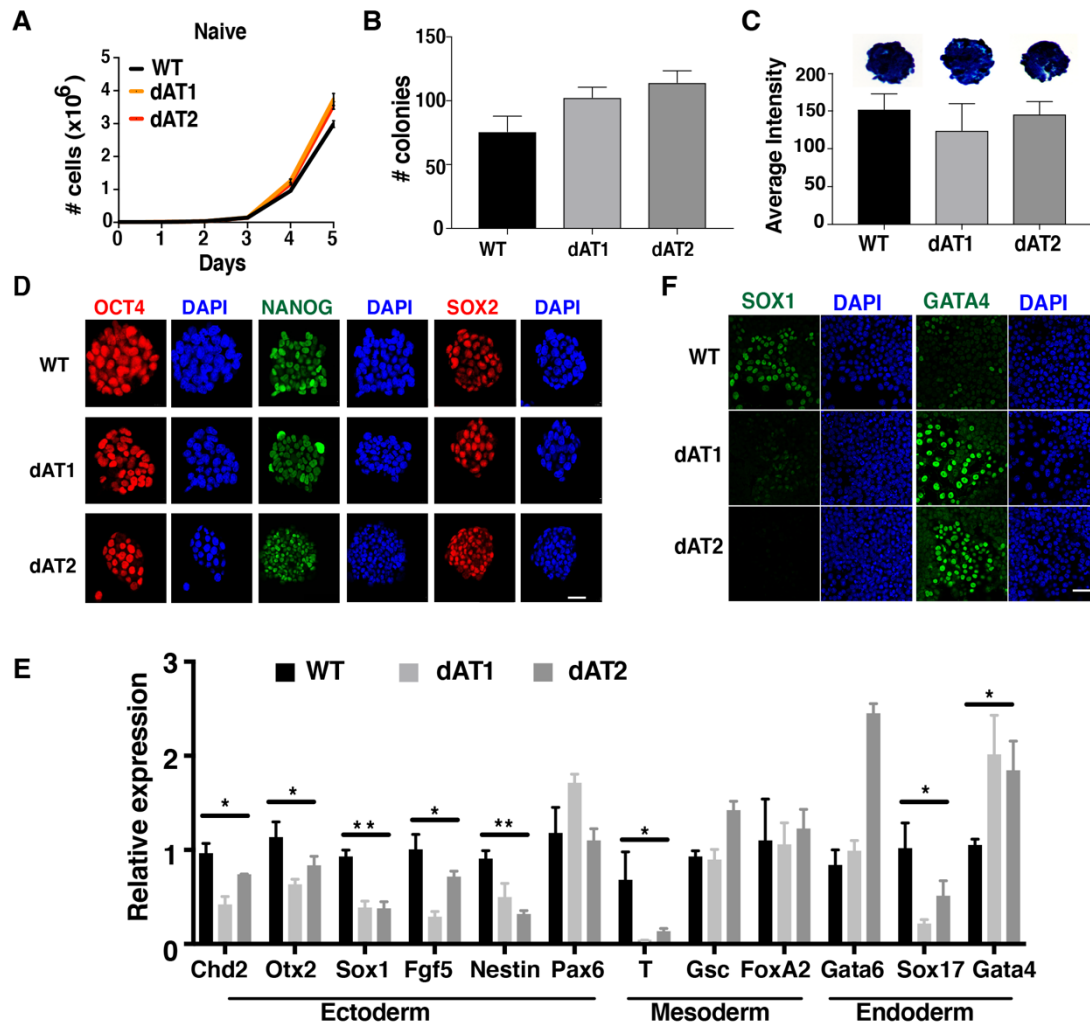 A
Naive
# cells (x10⁶)
5
4
3
2
1
0
WT
dAT1
dAT2
0 1 2 3 4 5
Days
B
# colonies
150
100
50
0
WT dAT1 dAT2
C
Average Intensity
200
150
100
50
0
WT dAT1 dAT2
D
OCT4 DAPI NANOG DAPI SOX2 DAPI
WT
dAT1
dAT2
F
SOX1 DAPI GATA4 DAPI
WT
dAT1
dAT2
E
Relative expression
3
2
1
0
WT dAT1 dAT2
* * ** * ** * * *
Chd2 Otx2 Sox1 Fgf5 Nestin Pax6 T Gsc FoxA2 Gata6 Sox17 Gata4
Ectoderm Mesoderm Endoderm